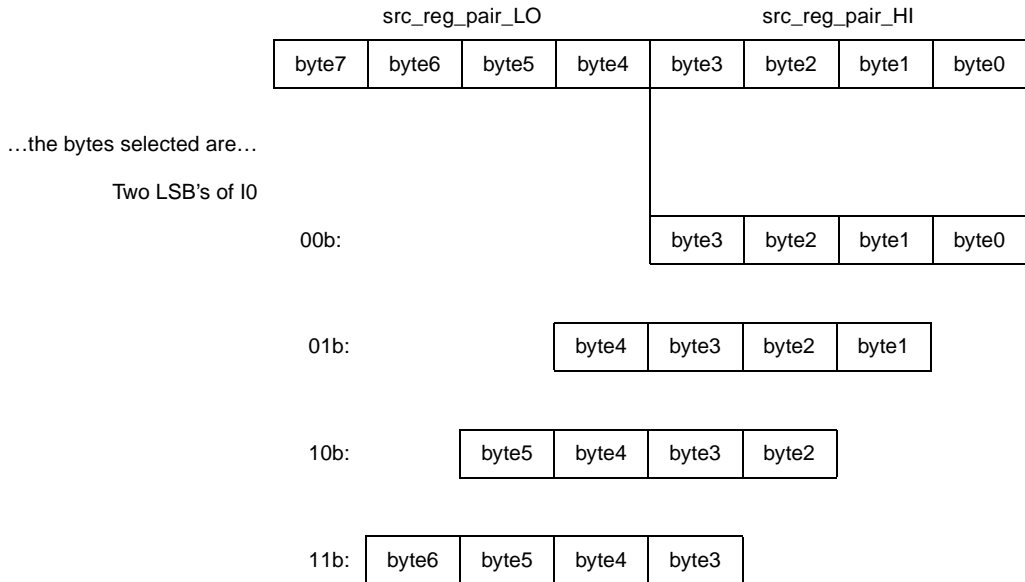 src_reg_pair_LO src_reg_pair_HI
byte7 byte6 byte5 byte4 byte3 byte2 byte1 byte0
…the bytes selected are…
Two LSB’s of I0
00b: byte3 byte2 byte1 byte0
01b: byte4 byte3 byte2 byte1
10b: byte5 byte4 byte3 byte2
11b: byte6 byte5 byte4 byte3